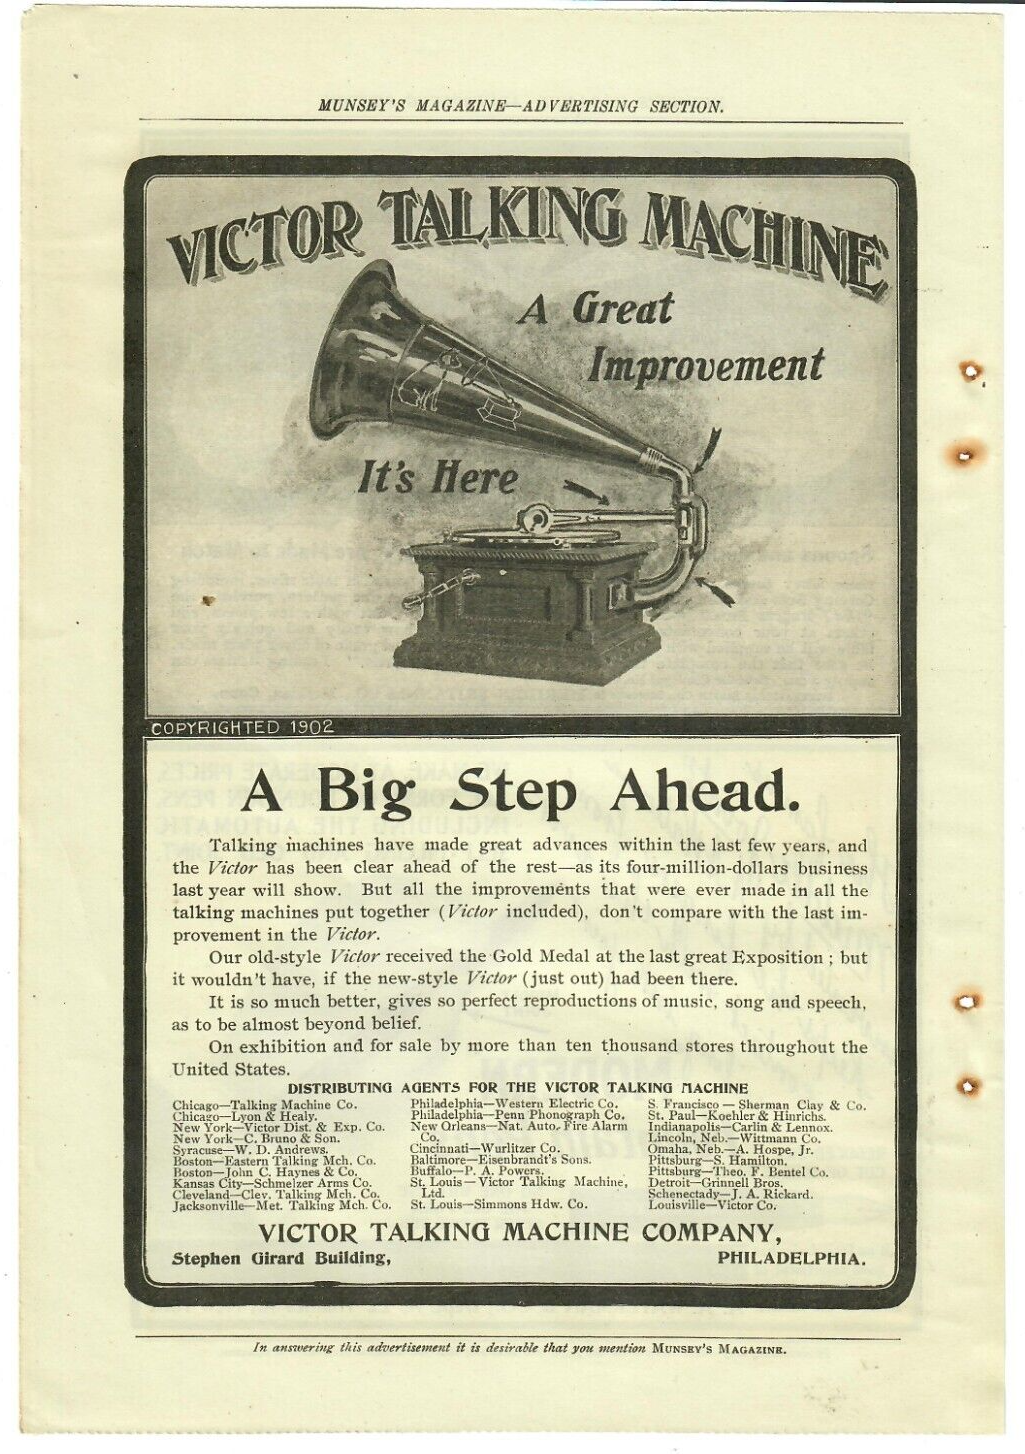 MUNSEY'S MAGAZINE—ADVERTISING SECTION.
VICTOR TALKING MACHINE
A Great
Improvement
It's Here
COPYRIGHTED 1902
A Big Step Ahead.
Talking machines have made great advances within the last few years, and
the Victor has been clear ahead of the rest—as its four-million-dollars business
last year will show. But all the improvements that were ever made in all the
talking machines put together (Victor included), don't compare with the last im-
provement in the Victor.
Our old-style Victor received the Gold Medal at the last great Exposition ; but
it wouldn't have, if the new-style Victor (just out) had been there.
It is so much better, gives so perfect reproductions of music, song and speech,
as to be almost beyond belief.
On exhibition and for sale by more than ten thousand stores throughout the
United States.
DISTRIBUTING AGENTS FOR THE VICTOR TALKING MACHINE
Chicago—Talking Machine Co.
Chicago—Lyon & Healy.
New York—Victor Dist. & Exp. Co.
New York—C. Bruno & Son.
Syracuse—W. D. Andrews.
Boston—Eastern Talking Mch. Co.
Boston—John C. Haynes & Co.
Kansas City—Schmelzer Arms Co.
Cleveland—Clev. Talking Mch. Co.
Jacksonville—Met. Talking Mch. Co.
Philadelphia—Western Electric Co.
Philadelphia—Penn Phonograph Co.
New Orleans—Nat. Auto. Fire Alarm
Co.
Cincinnati—Wurlitzer Co.
Baltimore—Eisenbrandt's Sons.
Buffalo—P. A. Powers.
St. Louis—Victor Talking Machine,
Ltd.
St. Louis—Simmons Hdw. Co.
S. Francisco—Sherman Clay & Co.
St. Paul—Koehler & Hinrichs.
Indianapolis—Carlin & Lennox.
Lincoln, Neb.—Wittmann Co.
Omaha, Neb.—A. Hospe, Jr.
Pittsburg—S. Hamilton.
Pittsburg—Theo. F. Bentel Co.
Detroit—Grinnell Bros.
Schenectady—J. A. Rickard.
Louisville—Victor Co.
VICTOR TALKING MACHINE COMPANY,
Stephen Girard Building, PHILADELPHIA.
In answering this advertisement it is desirable that you mention MUNSEY'S MAGAZINE.